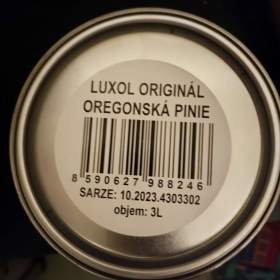 LUXOL ORIGINÁL
OREGONSKÁ PINIE
8 590627 988246
SARZE: 10.2023.4303302
objem: 3L